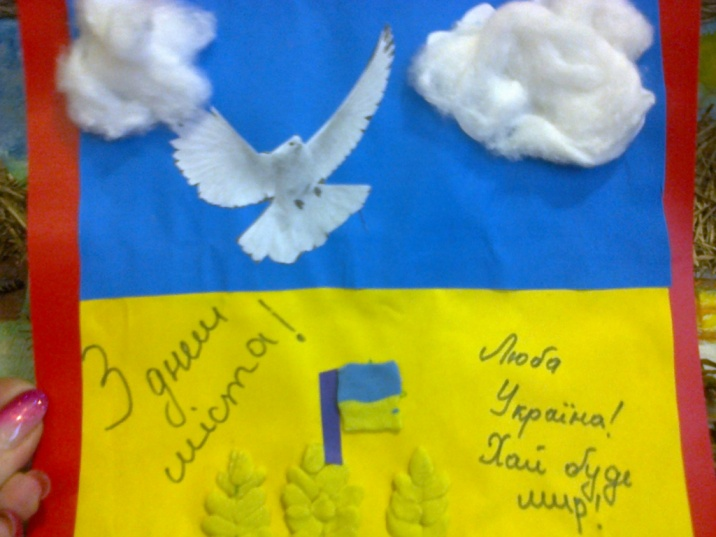 З днем
міста!
Люба
Україна!
Хай буде
мир!